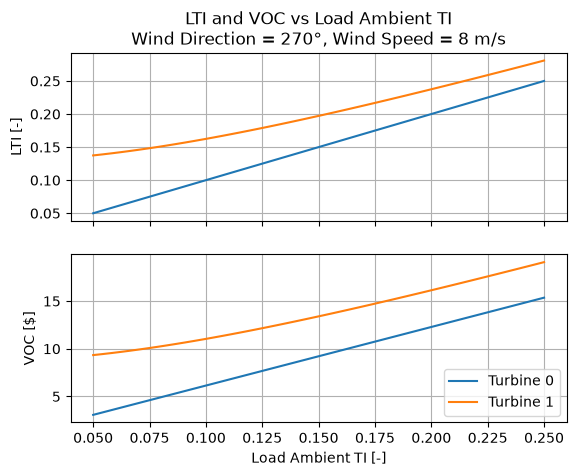 LTI and VOC vs Load Ambient TI
Wind Direction = 270°, Wind Speed = 8 m/s
LTI [-]
0.25
0.20
0.15
0.10
0.05
VOC [$]
15
10
5
Turbine 0
Turbine 1
0.050 0.075 0.100 0.125 0.150 0.175 0.200 0.225 0.250
Load Ambient TI [-]